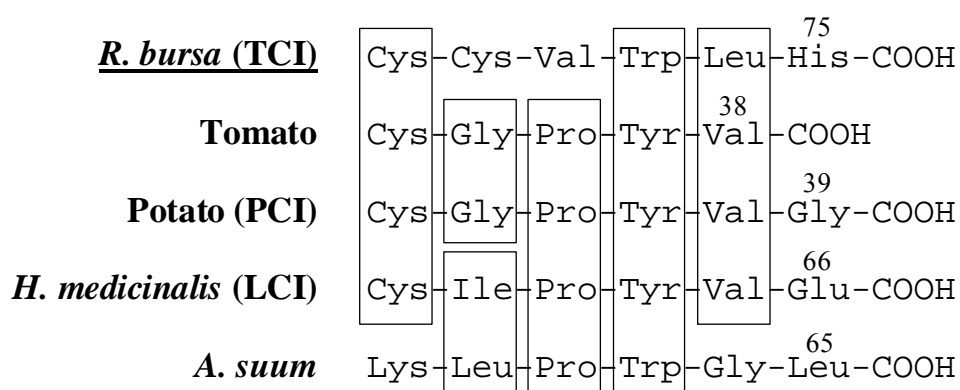 75
R. bursa (TCI) Cys-Cys-Val-Trp-Leu-His-COOH
38
Tomato Cys-Gly-Pro-Tyr-Val-COOH
39
Potato (PCI) Cys-Gly-Pro-Tyr-Val-Gly-COOH
66
H. medicinalis (LCI) Cys-Ile-Pro-Tyr-Val-Glu-COOH
65
A. suum Lys-Leu-Pro-Trp-Gly-Leu-COOH